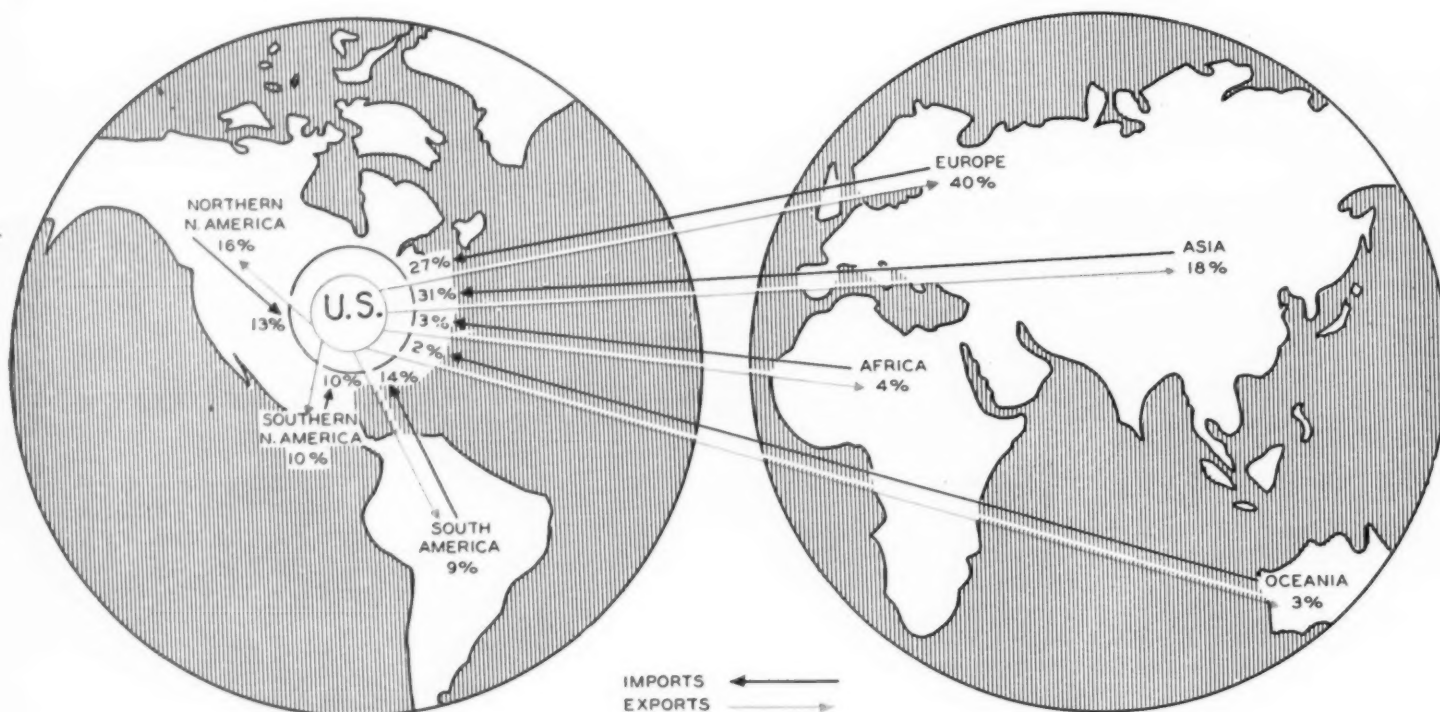 NORTHERN
N. AMERICA
16%
13%
U.S.
27%
31%
3%
2%
10%
14%
SOUTHERN
N. AMERICA
10%
SOUTH
AMERICA
9%
EUROPE
40%
ASIA
18%
AFRICA
4%
OCEANIA
3%
IMPORTS
EXPORTS